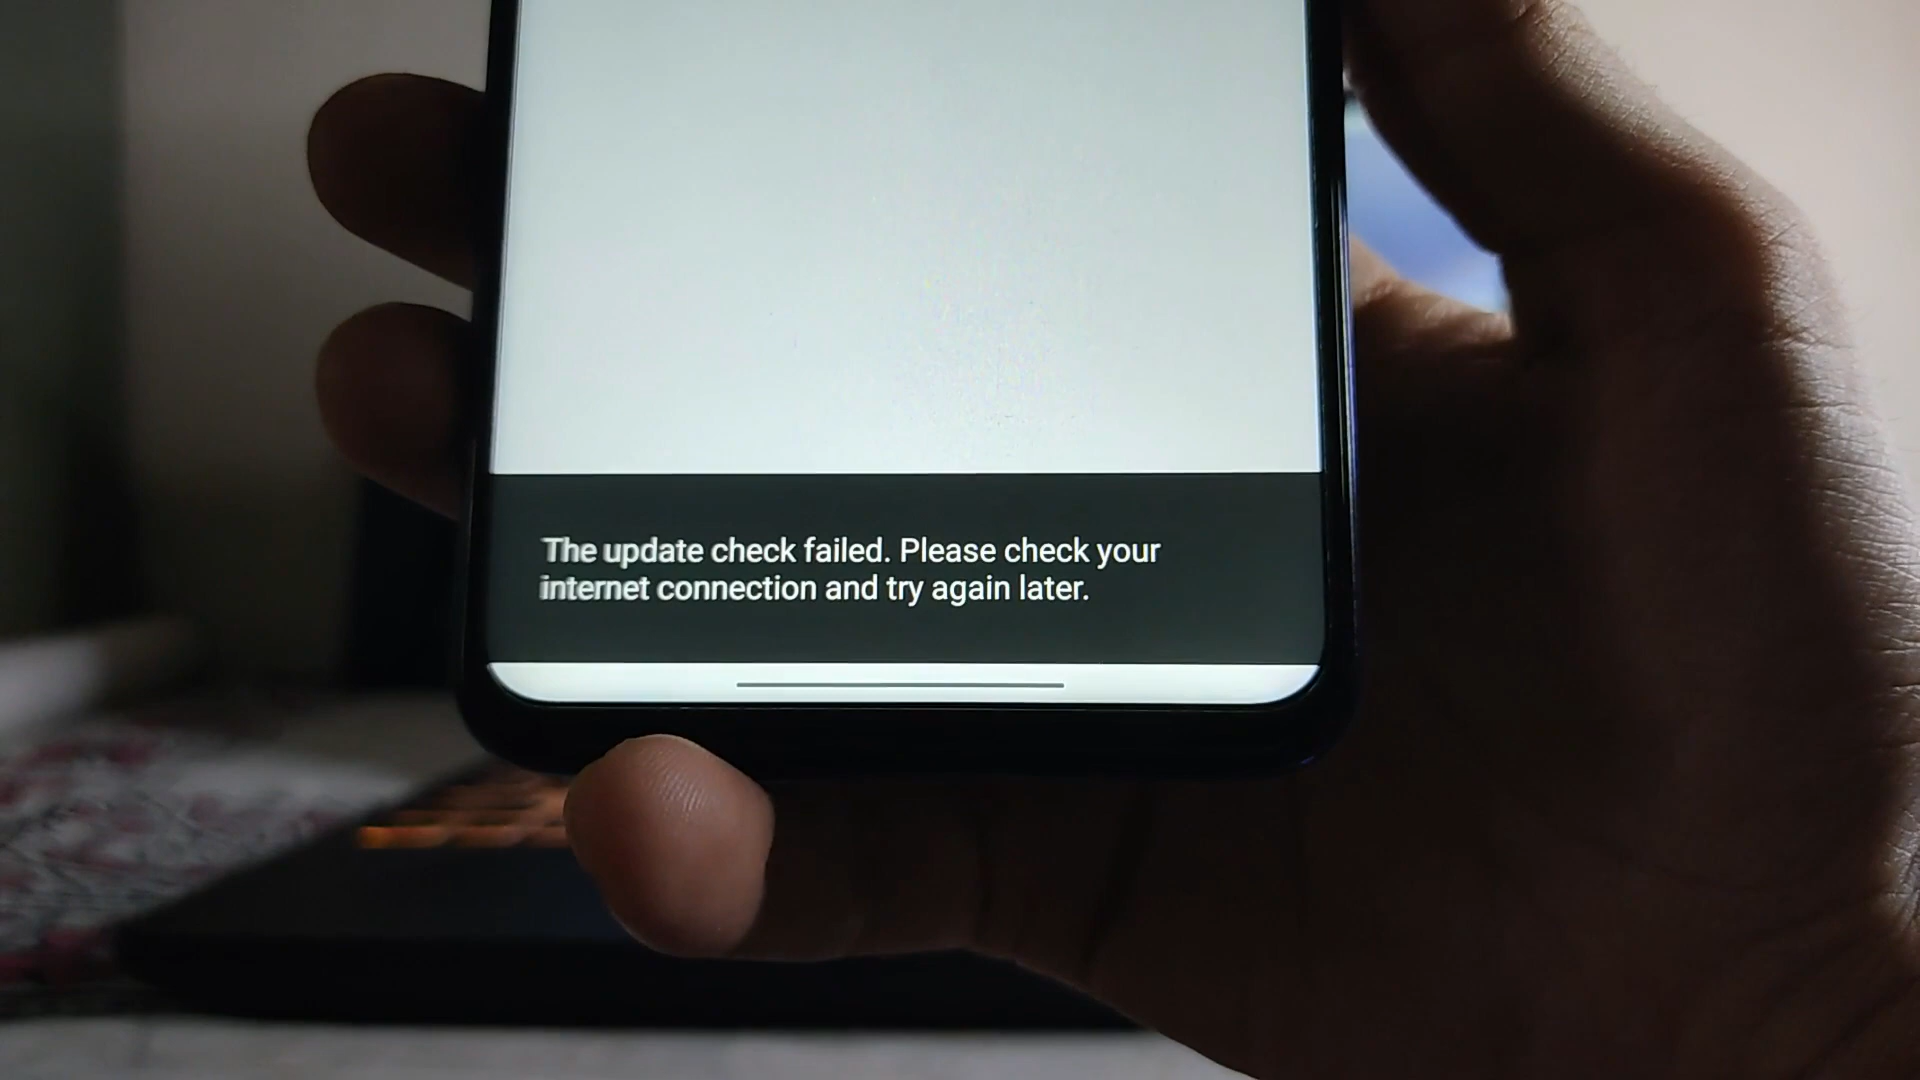 The update check failed. Please check your
internet connection and try again later.